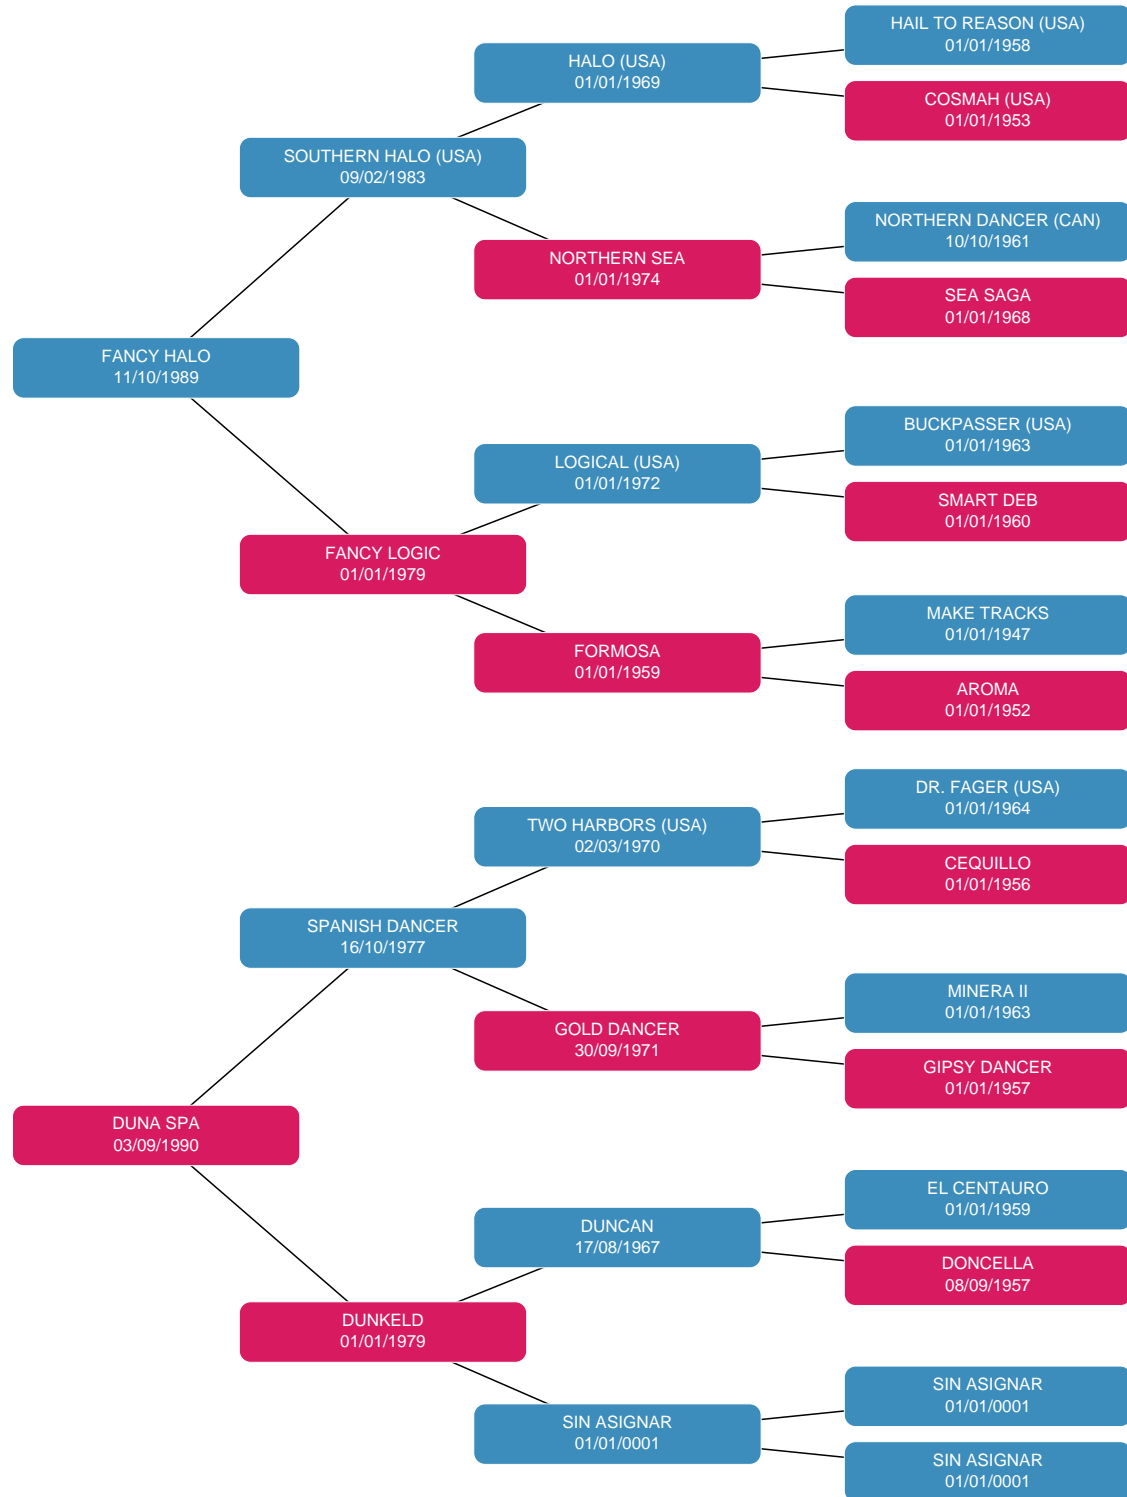 HAIL TO REASON (USA)
01/01/1958
HALO (USA)
01/01/1969
COSMAH (USA)
01/01/1953
SOUTHERN HALO (USA)
09/02/1983
NORTHERN DANCER (CAN)
10/10/1961
NORTHERN SEA
01/01/1974
SEA SAGA
01/01/1968
FANCY HALO
11/10/1989
BUCKPASSER (USA)
01/01/1963
LOGICAL (USA)
01/01/1972
SMART DEB
01/01/1960
FANCY LOGIC
01/01/1979
MAKE TRACKS
01/01/1947
FORMOSA
01/01/1959
AROMA
01/01/1952
DR. FAGER (USA)
01/01/1964
TWO HARBORS (USA)
02/03/1970
CEQUILLO
01/01/1956
SPANISH DANCER
16/10/1977
MINERA II
01/01/1963
GOLD DANCER
30/09/1971
GIPSY DANCER
01/01/1957
DUNA SPA
03/09/1990
EL CENTAURO
01/01/1959
DUNCAN
17/08/1967
DONCELLA
08/09/1957
DUNKELD
01/01/1979
SIN ASIGNAR
01/01/0001
SIN ASIGNAR
01/01/0001
SIN ASIGNAR
01/01/0001